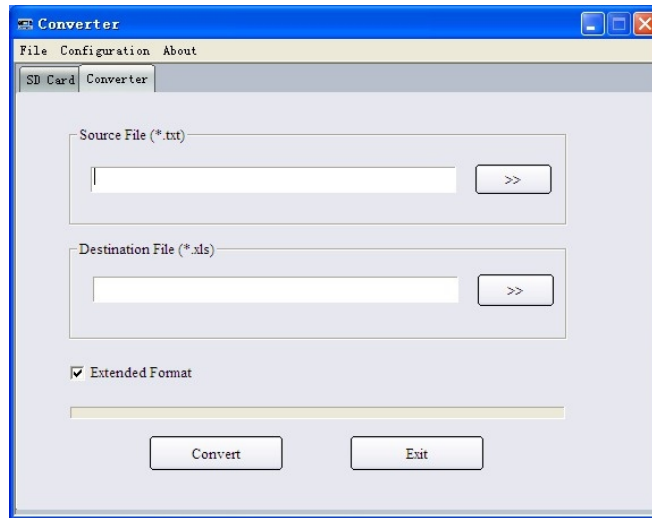 Converter
File Configuration About
SD Card Converter
Source File (*.txt)
>>
Destination File (*.xls)
>>
Extended Format
Convert Exit